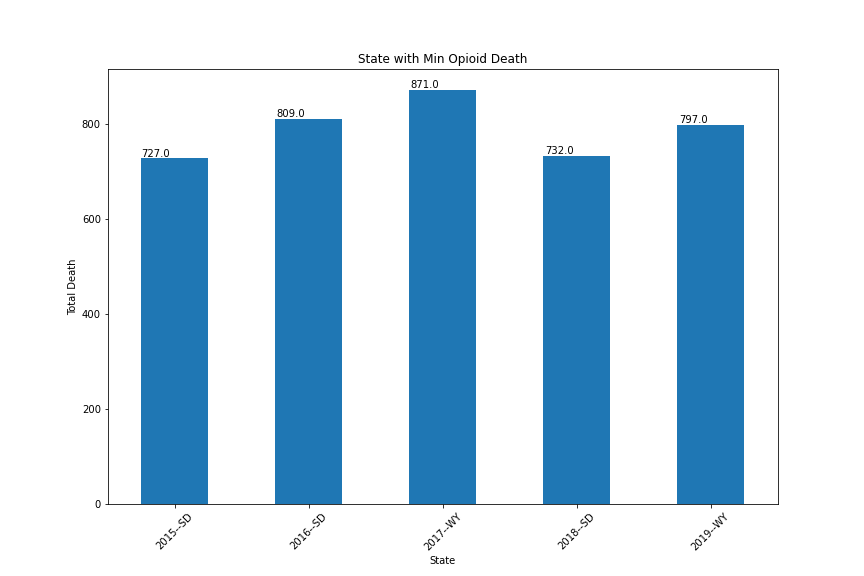 State with Min Opioid Death
871.0
809.0
797.0
732.0
727.0
800
600
400
200
0
Total Death
2015--SD
2016--SD
2017--WY
2018--SD
2019--WY
State